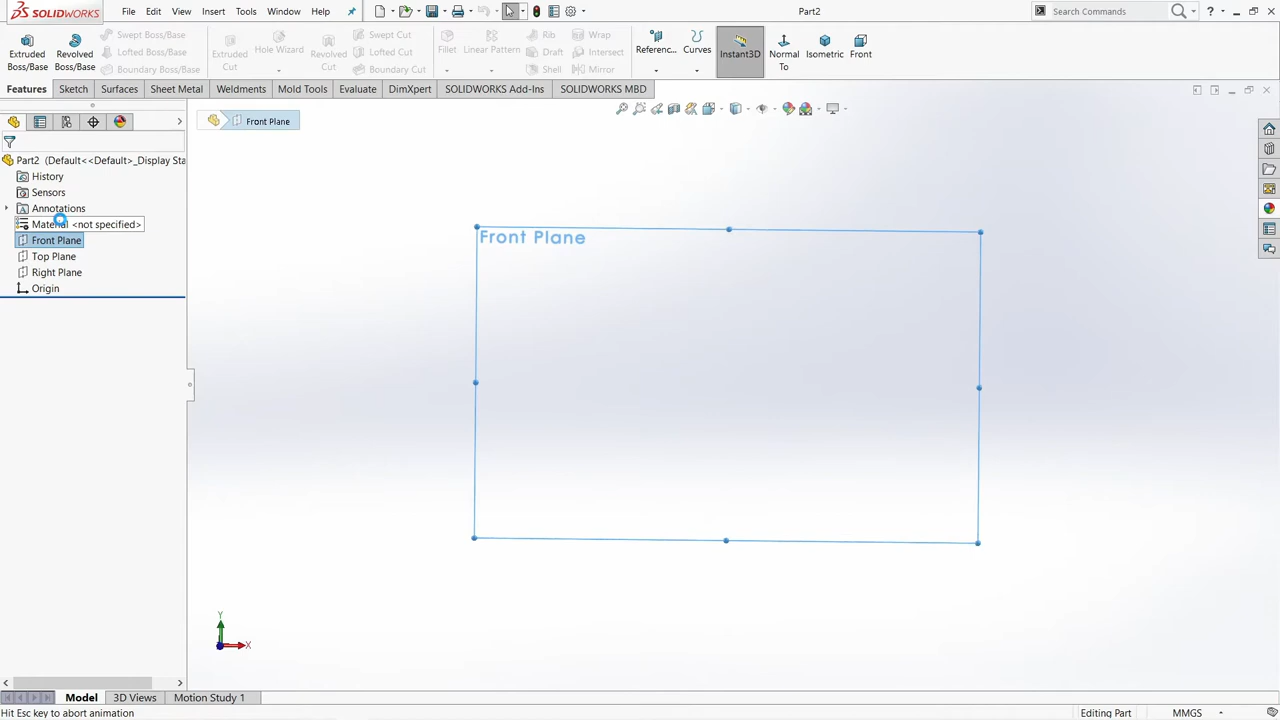 SOLIDWORKS File Edit View Insert Tools Window Help Part2 Search Commands
Extruded Boss/Base Revolved Boss/Base Swept Boss/Base Lofted Boss/Base Boundary Boss/Base Extruded Cut Hole Wizard Revolved Cut Swept Cut Lofted Cut Boundary Cut Fillet Linear Pattern Rib Draft Shell Wrap Intersect Mirror Referenc... Curves Instant3D Normal To Isometric Front
Features Sketch Surfaces Sheet Metal Weldments Mold Tools Evaluate DimXpert SOLIDWORKS Add-Ins SOLIDWORKS MBD
Front Plane
Part2 (Default<<Default>_Display Sta
History
Sensors
Annotations
Material <not specified>
Front Plane
Top Plane
Right Plane
Origin
Front Plane
Y
X
Model 3D Views Motion Study 1
Hit Esc key to abort animation Editing Part MMGS